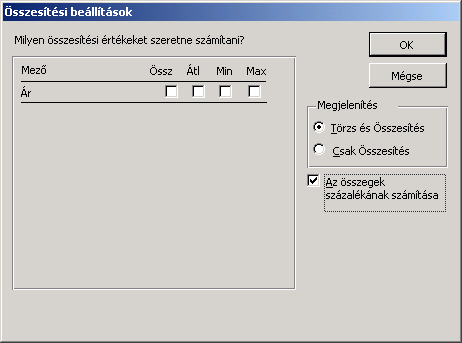 Összesítési beállítások
Milyen összesítési értékeket szeretne számítani?
OK
Mégse
Mező Össz Átl Min Max
Ár
Megjelenítés
Törzs és Összesítés
Csak Összesítés
Az összegek
százalékának számítása